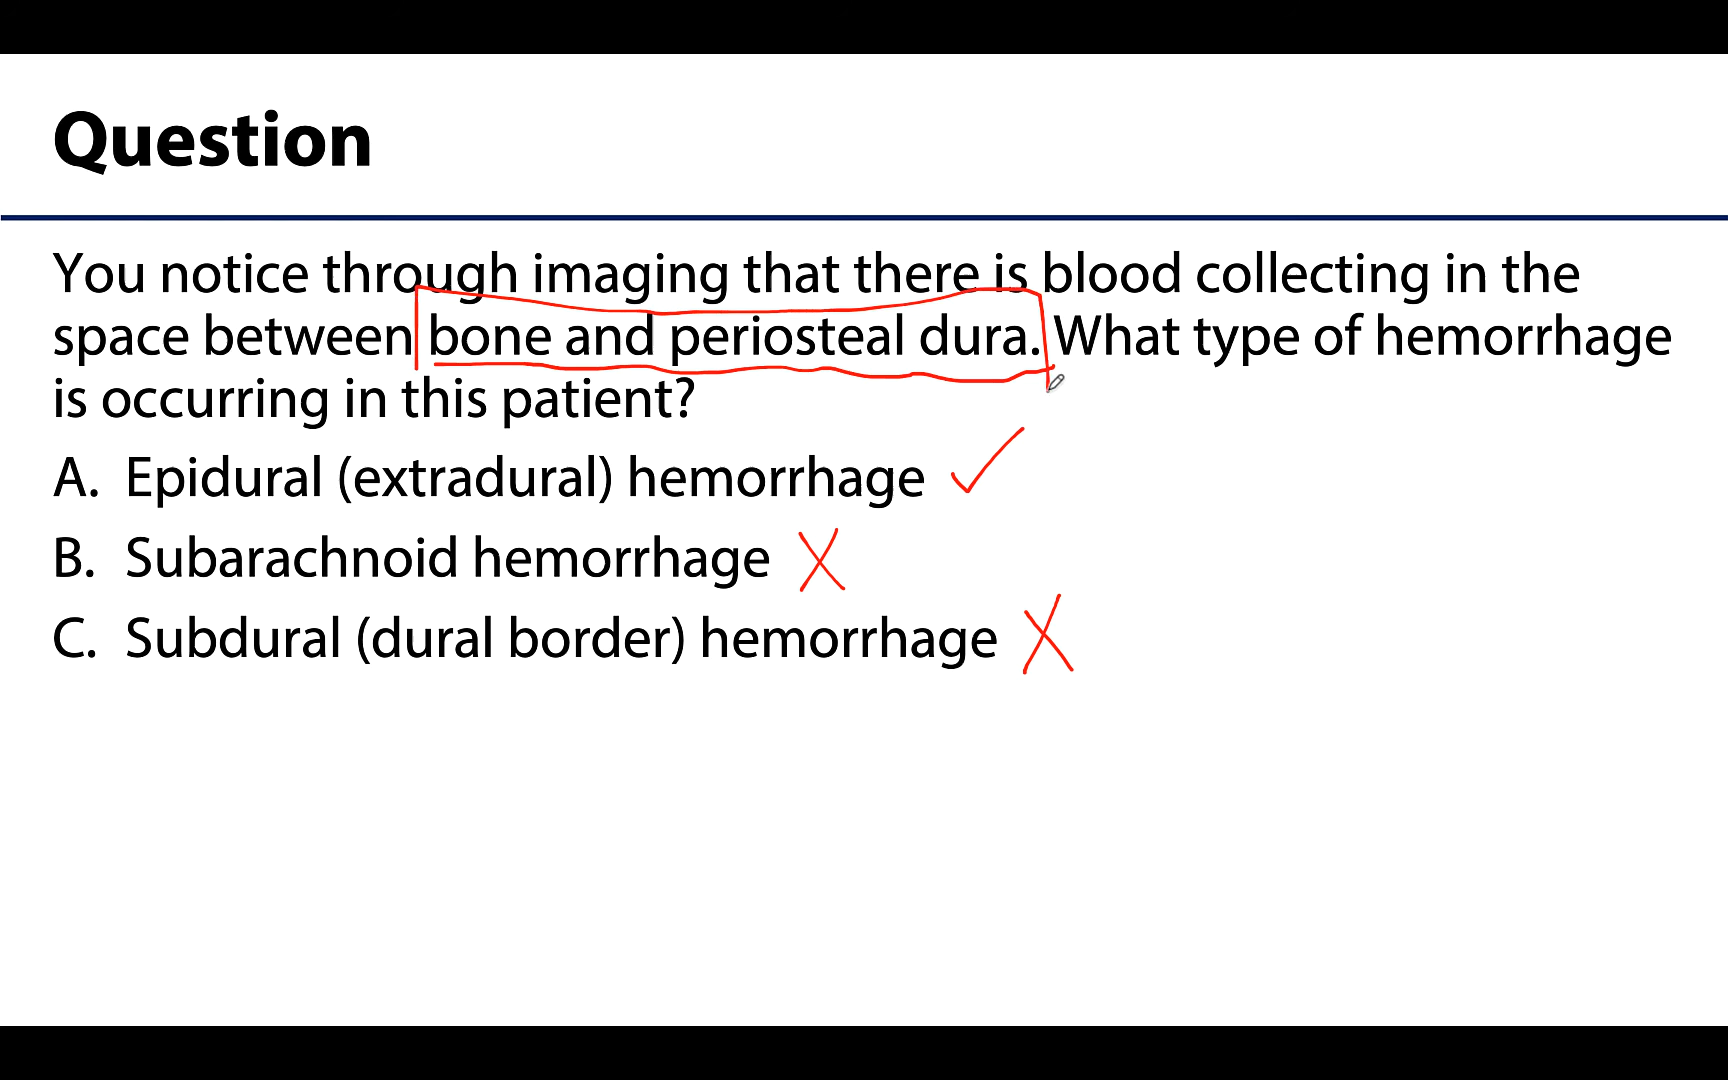 Question
You notice through imaging that there is blood collecting in the
space between bone and periosteal dura. What type of hemorrhage
is occurring in this patient?
A. Epidural (extradural) hemorrhage
B. Subarachnoid hemorrhage
C. Subdural (dural border) hemorrhage